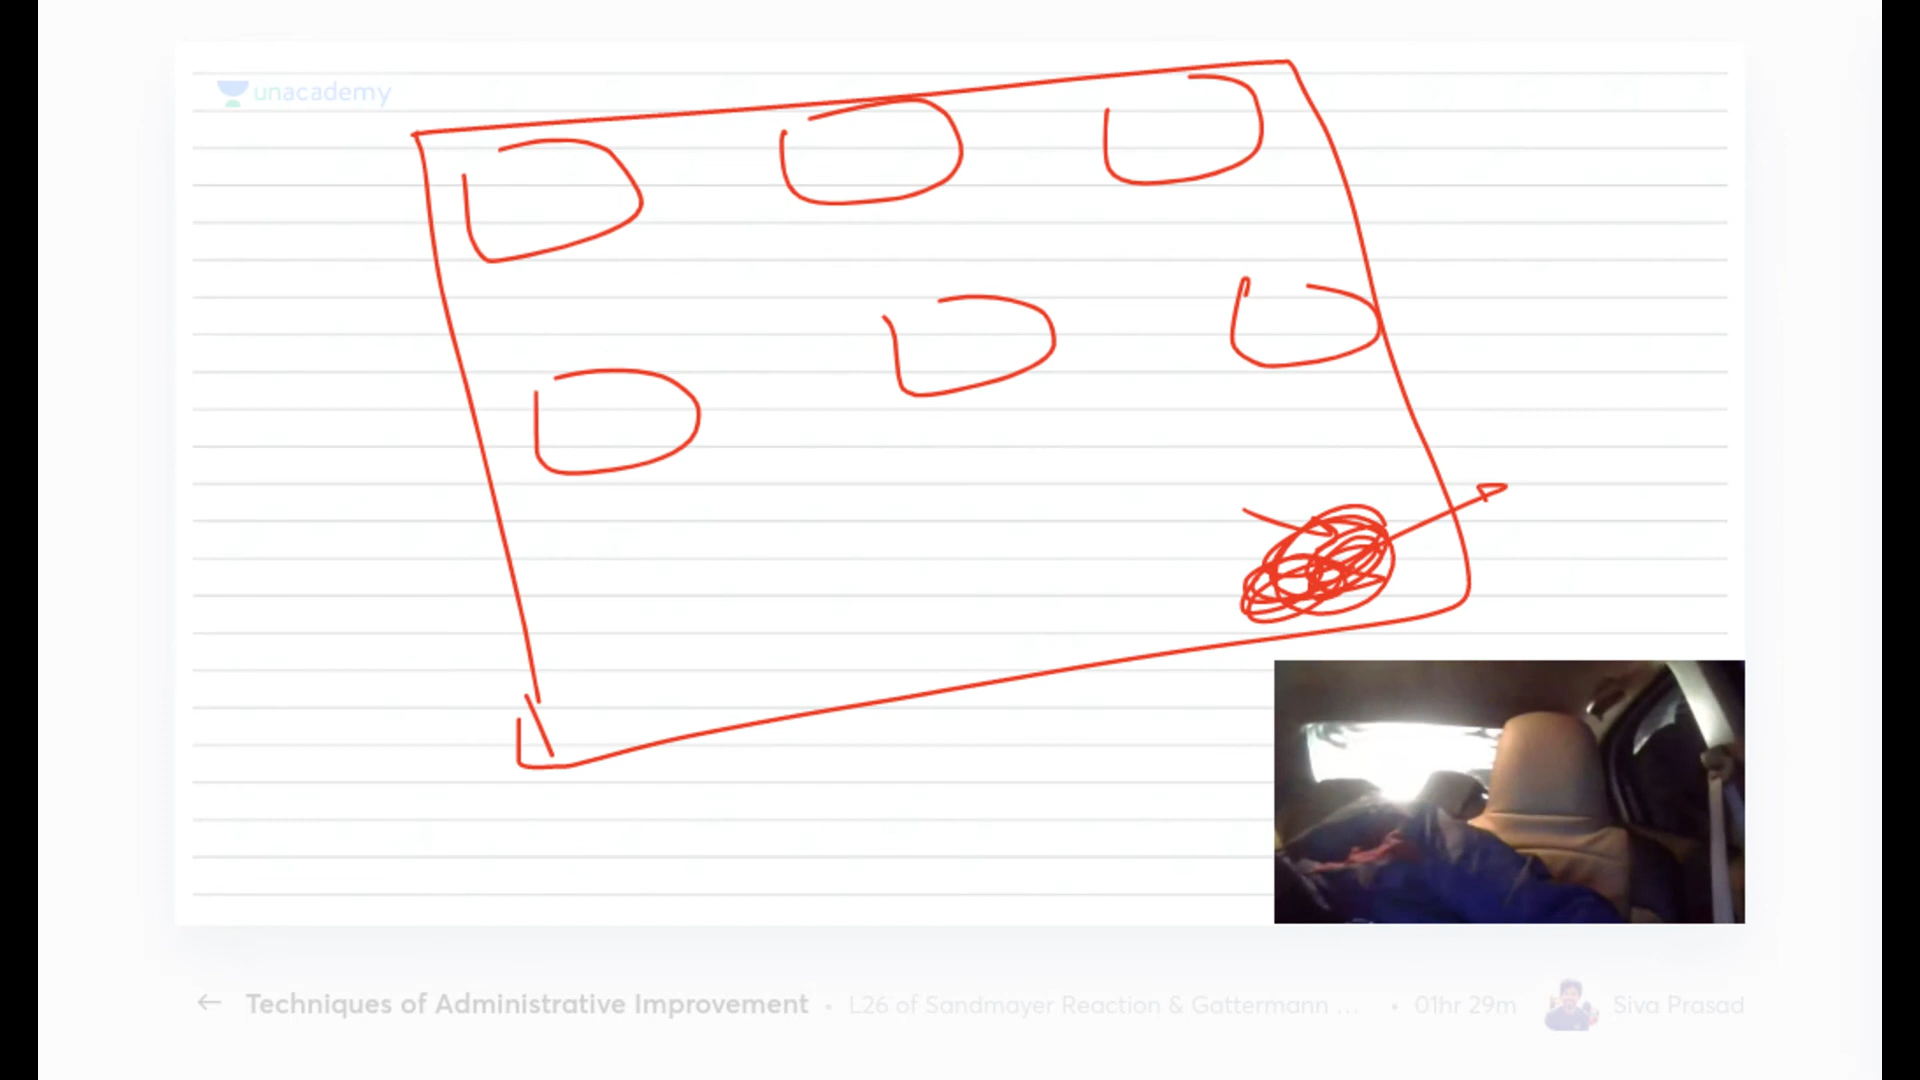 unacademy
← Techniques of Administrative Improvement • L26 of Sandmayer Reaction & Gattermann ... • 01hr 29m Siva Prasad